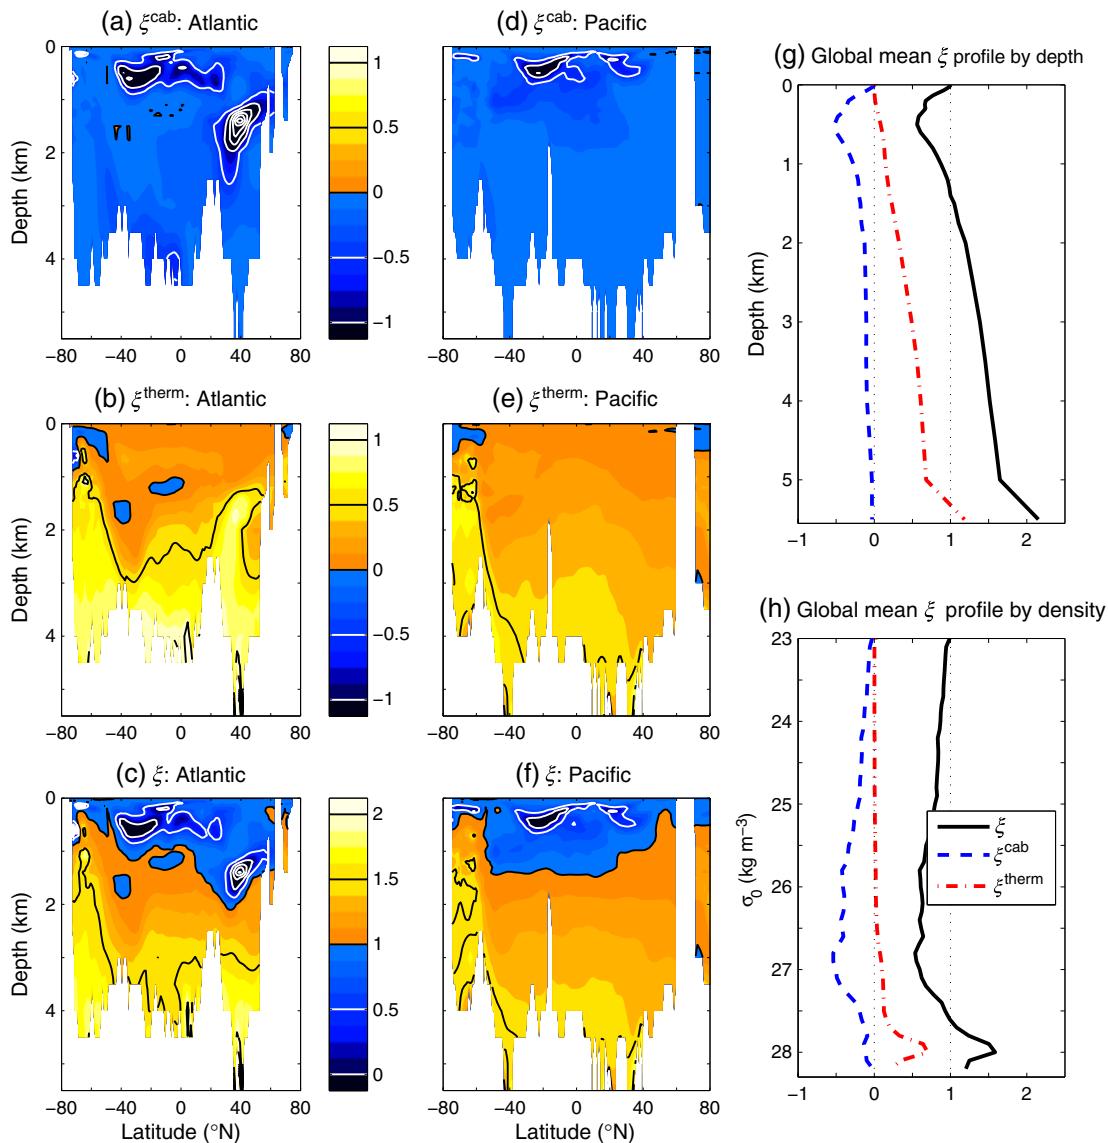 (a) ξcab: Atlantic
0
2
4
Depth (km)
−80 −40 0 40 80
1
0.5
0
−0.5
−1
(d) ξcab: Pacific
−80 −40 0 40 80
(g) Global mean ξ profile by depth
0
1
2
3
4
5
Depth (km)
−1 0 1 2
(b) ξtherm: Atlantic
0
2
4
Depth (km)
−80 −40 0 40 80
1
0.5
0
−0.5
−1
(e) ξtherm: Pacific
−80 −40 0 40 80
(c) ξ: Atlantic
0
2
4
Depth (km)
−80 −40 0 40 80
Latitude (°N)
2
1.5
1
0.5
0
(f) ξ: Pacific
−80 −40 0 40 80
Latitude (°N)
(h) Global mean ξ profile by density
23
24
25
26
27
28
σ0 (kg m−3)
−1 0 1 2
ξ
ξcab
ξtherm